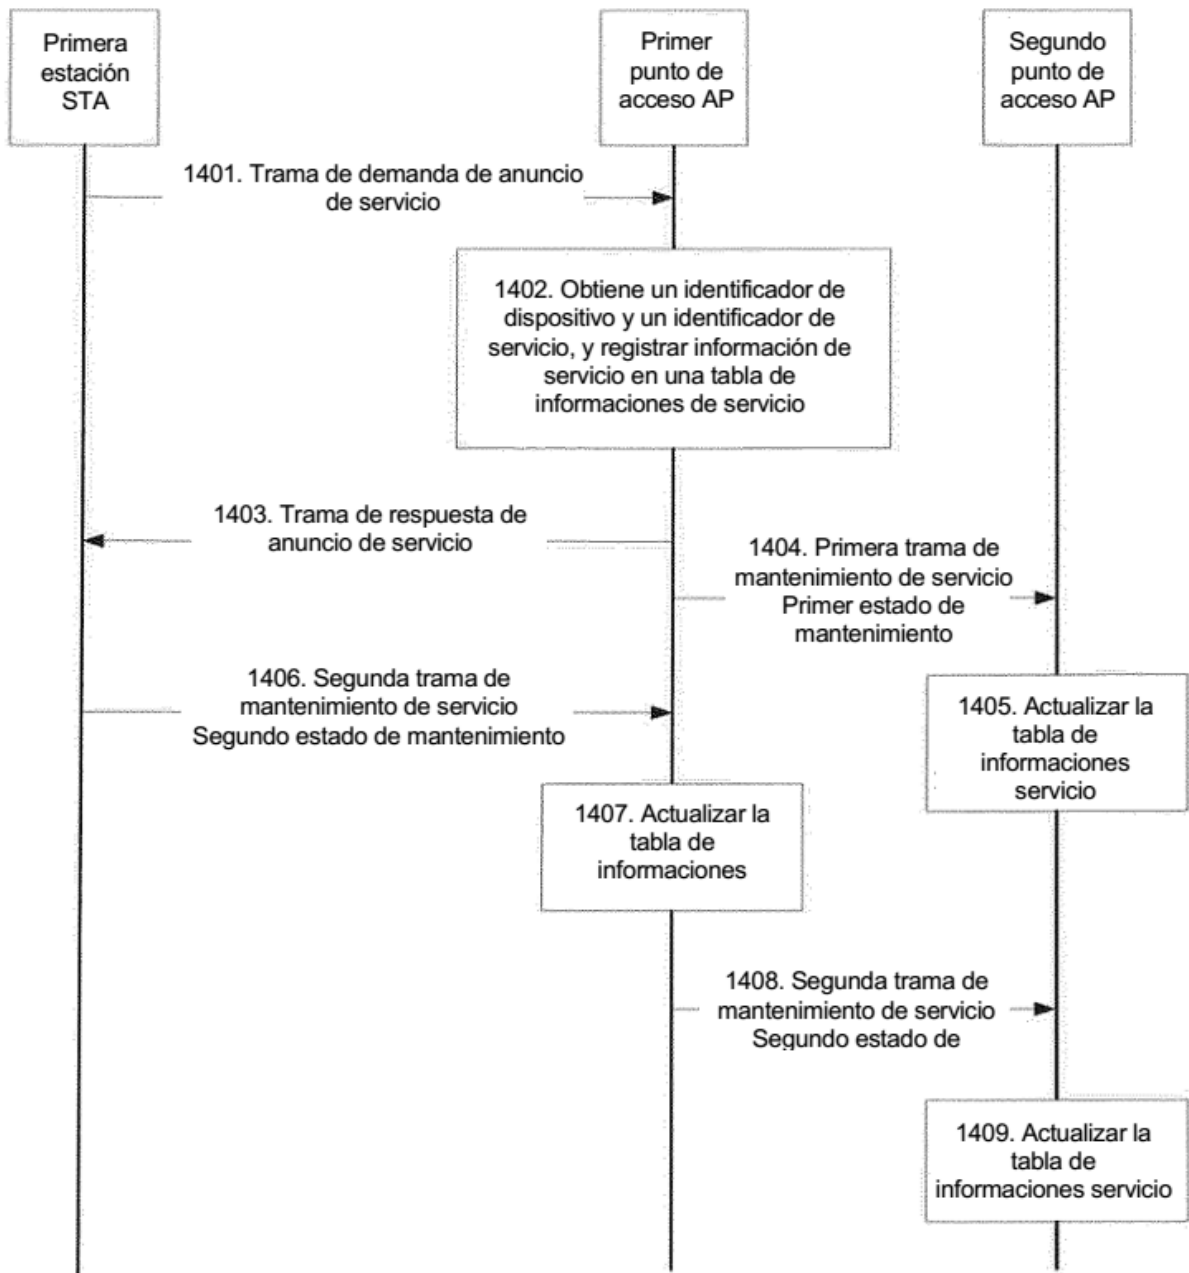 Primera
estación
STA
Primer
punto de
acceso AP
Segundo
punto de
acceso AP
1401. Trama de demanda de anuncio
de servicio
1402. Obtiene un identificador de
dispositivo y un identificador de
servicio, y registrar información de
servicio en una tabla de
informaciones de servicio
1403. Trama de respuesta de
anuncio de servicio
1404. Primera trama de
mantenimiento de servicio
Primer estado de
mantenimiento
1406. Segunda trama de
mantenimiento de servicio
Segundo estado de mantenimiento
1405. Actualizar la
tabla de
informaciones
servicio
1407. Actualizar la
tabla de
informaciones
1408. Segunda trama de
mantenimiento de servicio
Segundo estado de
1409. Actualizar la
tabla de
informaciones servicio